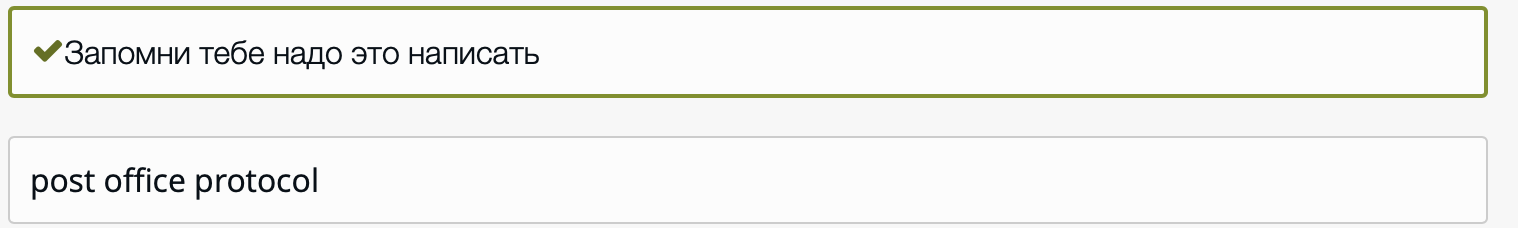 Запомни тебе надо это написать
post office protocol